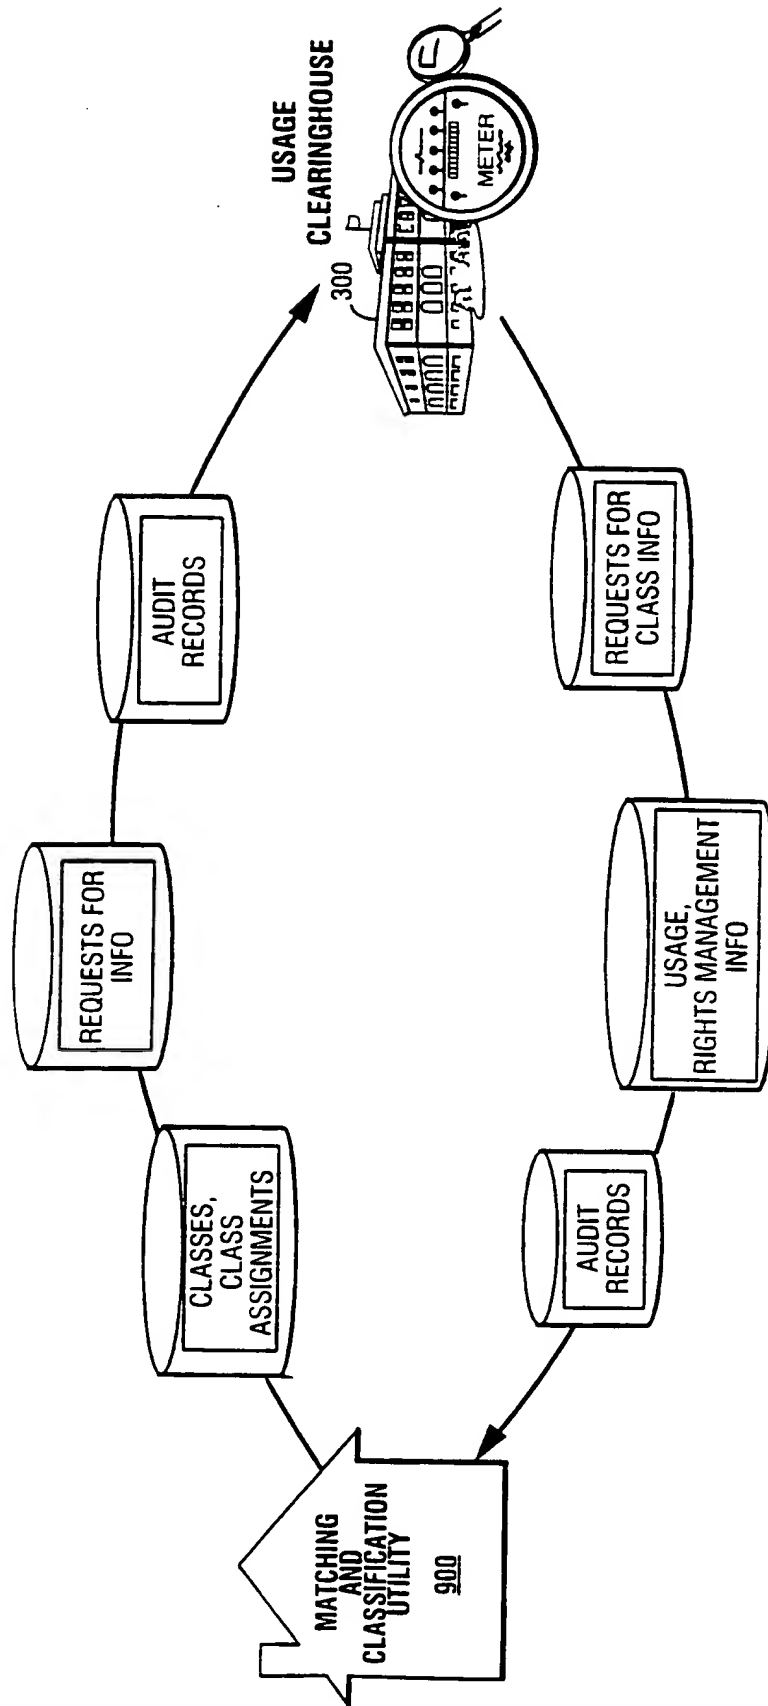 MATCHING
AND
CLASSIFICATION
UTILITY
900
CLASSES,
CLASS
ASSIGNMENTS
REQUESTS FOR
INFO
AUDIT
RECORDS
USAGE
CLEARINGHOUSE
300
METER
REQUESTS FOR
CLASS INFO
USAGE,
RIGHTS MANAGEMENT
INFO
AUDIT
RECORDS